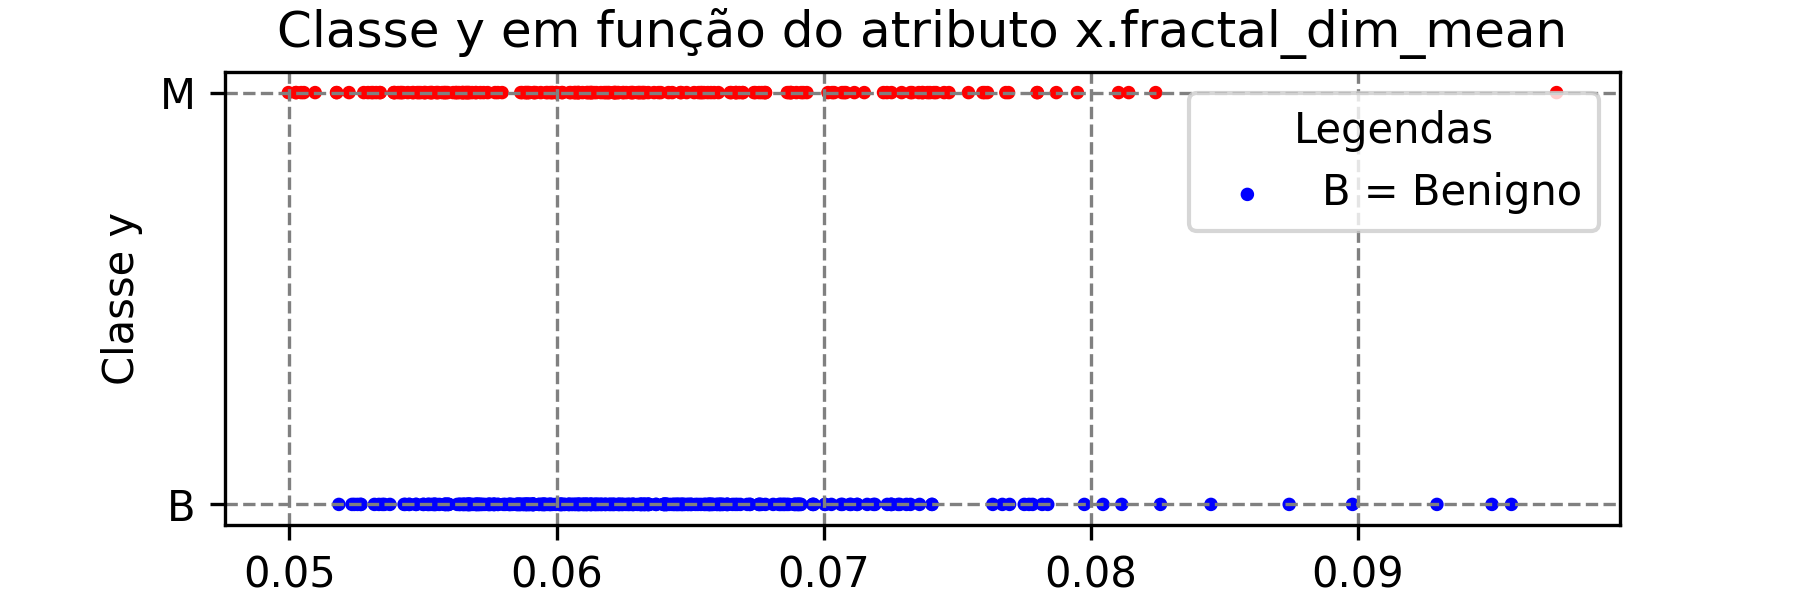 Classe y em função do atributo x.fractal_dim_mean
M
Legendas
B = Benigno
Classe y
B
0.05 0.06 0.07 0.08 0.09